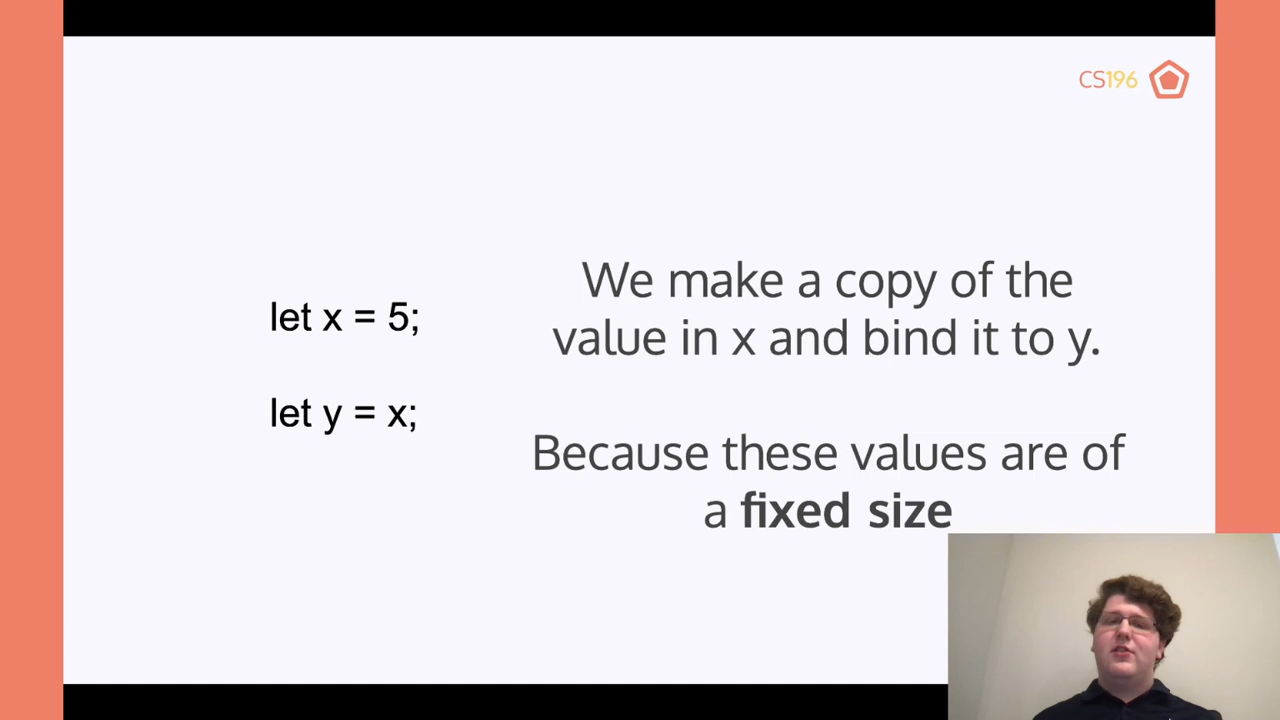 CS196
let x = 5;
let y = x;
We make a copy of the
value in x and bind it to y.
Because these values are of
a fixed size